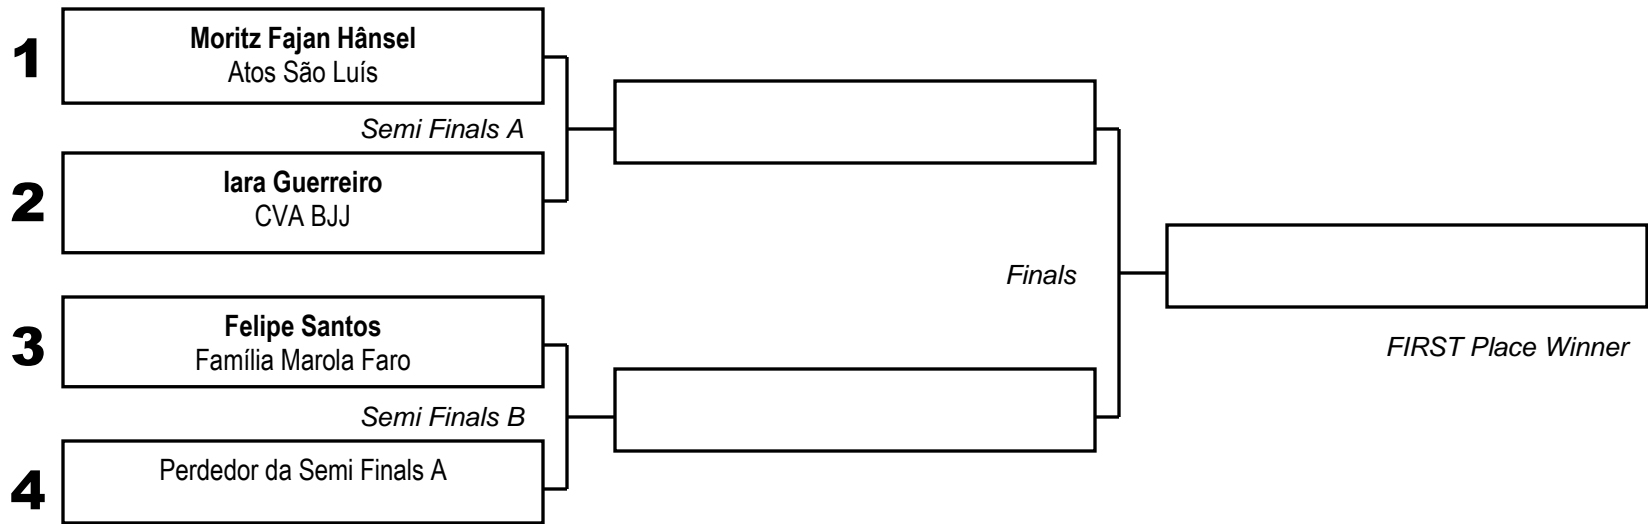 1
Moritz Fajan Hânsel
Atos São Luís
Semi Finals A
2
Iara Guerreiro
CVA BJJ
Finals
3
Felipe Santos
Família Marola Faro
FIRST Place Winner
Semi Finals B
4
Perdedor da Semi Finals A